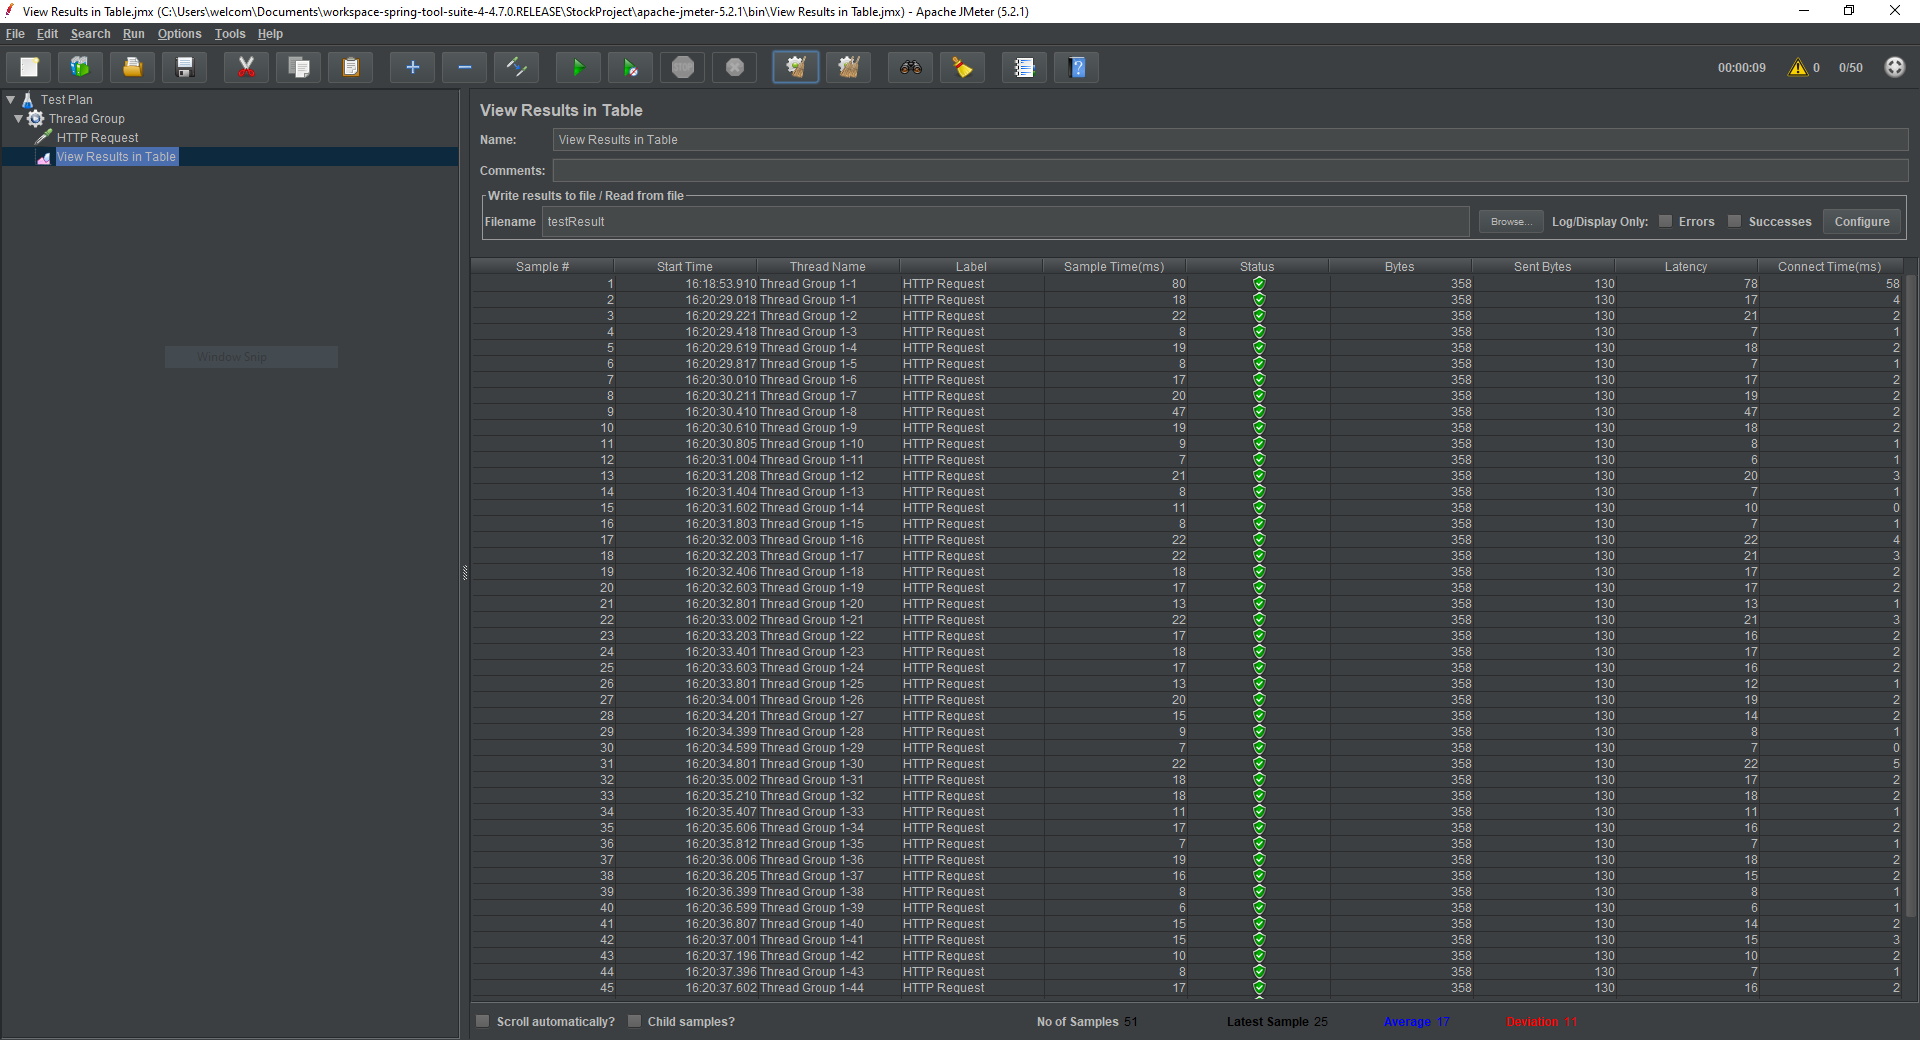 View Results in Table.jmx (C:\Users\welcom\Documents\workspace-spring-tool-suite-4-4.7.0.RELEASE\StockProject\apache-jmeter-5.2.1\bin\View Results in Table.jmx) - Apache JMeter (5.2.1)
File Edit Search Run Options Tools Help
STOP 00:00:09 0 0/50
Test Plan
Thread Group
HTTP Request
View Results in Table
Window Snip
View Results in Table
Name: View Results in Table
Comments:
Write results to file / Read from file
Filename testResult Browse... Log/Display Only: Errors Successes Configure
Sample # Start Time Thread Name Label Sample Time(ms) Status Bytes Sent Bytes Latency Connect Time(ms)
1 16:18:53.910 Thread Group 1-1 HTTP Request 80 358 130 78 58
2 16:20:29.018 Thread Group 1-1 HTTP Request 18 358 130 17 4
3 16:20:29.221 Thread Group 1-2 HTTP Request 22 358 130 21 2
4 16:20:29.418 Thread Group 1-3 HTTP Request 8 358 130 7 1
5 16:20:29.619 Thread Group 1-4 HTTP Request 19 358 130 18 2
6 16:20:29.817 Thread Group 1-5 HTTP Request 8 358 130 7 1
7 16:20:30.010 Thread Group 1-6 HTTP Request 17 358 130 17 2
8 16:20:30.211 Thread Group 1-7 HTTP Request 20 358 130 19 2
9 16:20:30.410 Thread Group 1-8 HTTP Request 47 358 130 47 2
10 16:20:30.610 Thread Group 1-9 HTTP Request 19 358 130 18 2
11 16:20:30.805 Thread Group 1-10 HTTP Request 9 358 130 8 1
12 16:20:31.004 Thread Group 1-11 HTTP Request 7 358 130 6 1
13 16:20:31.208 Thread Group 1-12 HTTP Request 21 358 130 20 3
14 16:20:31.404 Thread Group 1-13 HTTP Request 8 358 130 7 1
15 16:20:31.602 Thread Group 1-14 HTTP Request 11 358 130 10 0
16 16:20:31.803 Thread Group 1-15 HTTP Request 8 358 130 7 1
17 16:20:32.003 Thread Group 1-16 HTTP Request 22 358 130 22 4
18 16:20:32.203 Thread Group 1-17 HTTP Request 22 358 130 21 3
19 16:20:32.406 Thread Group 1-18 HTTP Request 18 358 130 17 2
20 16:20:32.603 Thread Group 1-19 HTTP Request 17 358 130 17 2
21 16:20:32.801 Thread Group 1-20 HTTP Request 13 358 130 13 1
22 16:20:33.002 Thread Group 1-21 HTTP Request 22 358 130 21 3
23 16:20:33.203 Thread Group 1-22 HTTP Request 17 358 130 16 2
24 16:20:33.401 Thread Group 1-23 HTTP Request 18 358 130 17 2
25 16:20:33.603 Thread Group 1-24 HTTP Request 17 358 130 16 2
26 16:20:33.801 Thread Group 1-25 HTTP Request 13 358 130 12 1
27 16:20:34.001 Thread Group 1-26 HTTP Request 20 358 130 19 2
28 16:20:34.201 Thread Group 1-27 HTTP Request 15 358 130 14 2
29 16:20:34.399 Thread Group 1-28 HTTP Request 9 358 130 8 1
30 16:20:34.599 Thread Group 1-29 HTTP Request 7 358 130 7 0
31 16:20:34.801 Thread Group 1-30 HTTP Request 22 358 130 22 5
32 16:20:35.002 Thread Group 1-31 HTTP Request 18 358 130 17 2
33 16:20:35.210 Thread Group 1-32 HTTP Request 18 358 130 18 2
34 16:20:35.407 Thread Group 1-33 HTTP Request 11 358 130 11 1
35 16:20:35.606 Thread Group 1-34 HTTP Request 17 358 130 16 2
36 16:20:35.812 Thread Group 1-35 HTTP Request 7 358 130 7 1
37 16:20:36.006 Thread Group 1-36 HTTP Request 19 358 130 18 2
38 16:20:36.205 Thread Group 1-37 HTTP Request 16 358 130 15 2
39 16:20:36.399 Thread Group 1-38 HTTP Request 8 358 130 8 1
40 16:20:36.599 Thread Group 1-39 HTTP Request 6 358 130 6 1
41 16:20:36.807 Thread Group 1-40 HTTP Request 15 358 130 14 2
42 16:20:37.001 Thread Group 1-41 HTTP Request 15 358 130 15 3
43 16:20:37.196 Thread Group 1-42 HTTP Request 10 358 130 10 2
44 16:20:37.396 Thread Group 1-43 HTTP Request 8 358 130 7 1
45 16:20:37.602 Thread Group 1-44 HTTP Request 17 358 130 16 2
Scroll automatically? Child samples? No of Samples 51 Latest Sample 25 Average 17 Deviation 11